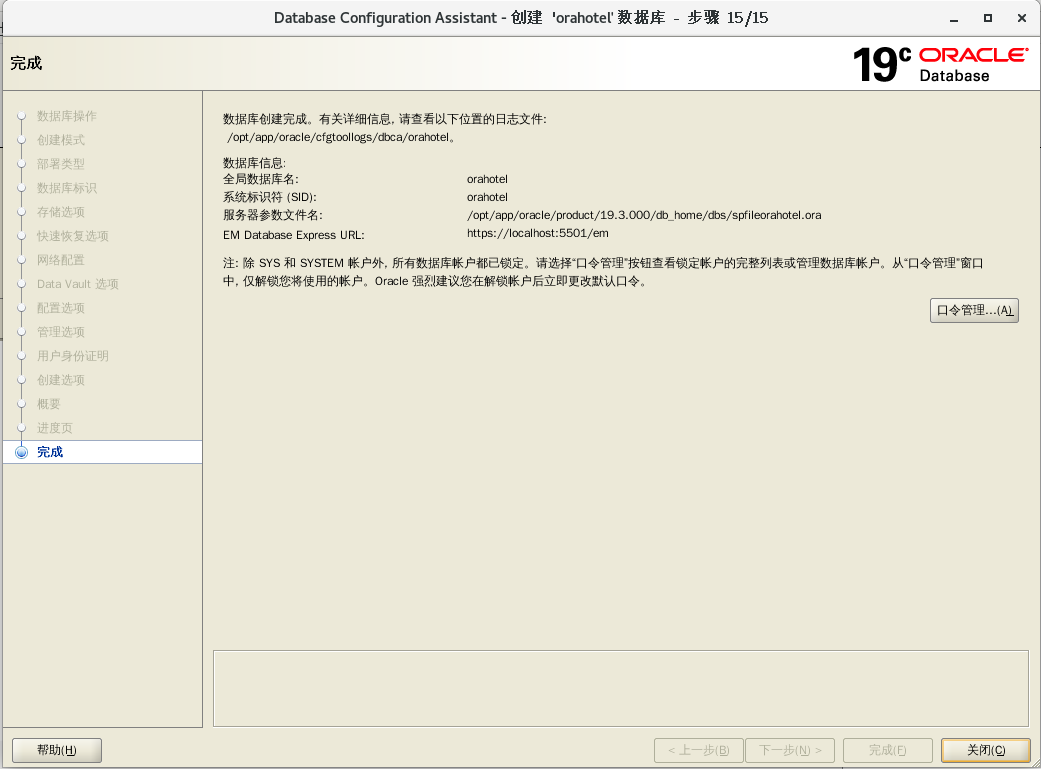 Database Configuration Assistant - 创建 'orahotel' 数据库 - 步骤 15/15
完成
19c ORACLE
Database
数据库操作
创建模式
部署类型
数据库标识
存储选项
快速恢复选项
网络配置
Data Vault 选项
配置选项
管理选项
用户身份证明
创建选项
概要
进度页
完成
数据库创建完成。有关详细信息, 请查看以下位置的日志文件:
/opt/app/oracle/cfgtoollogs/dbca/orahotel。
数据库信息:
全局数据库名: orahotel
系统标识符 (SID): orahotel
服务器参数文件名: /opt/app/oracle/product/19.3.000/db_home/dbs/spfileorahotel.ora
EM Database Express URL: https://localhost:5501/em
注: 除 SYS 和 SYSTEM 帐户外, 所有数据库帐户都已锁定。请选择“口令管理”按钮查看锁定帐户的完整列表或管理数据库帐户。从“口令管理”窗口
中, 仅解锁您将使用的帐户。Oracle 强烈建议您在解锁帐户后立即更改默认口令。
口令管理...(A)
帮助(H)
< 上一步(B)
下一步(N) >
完成(F)
关闭(C)